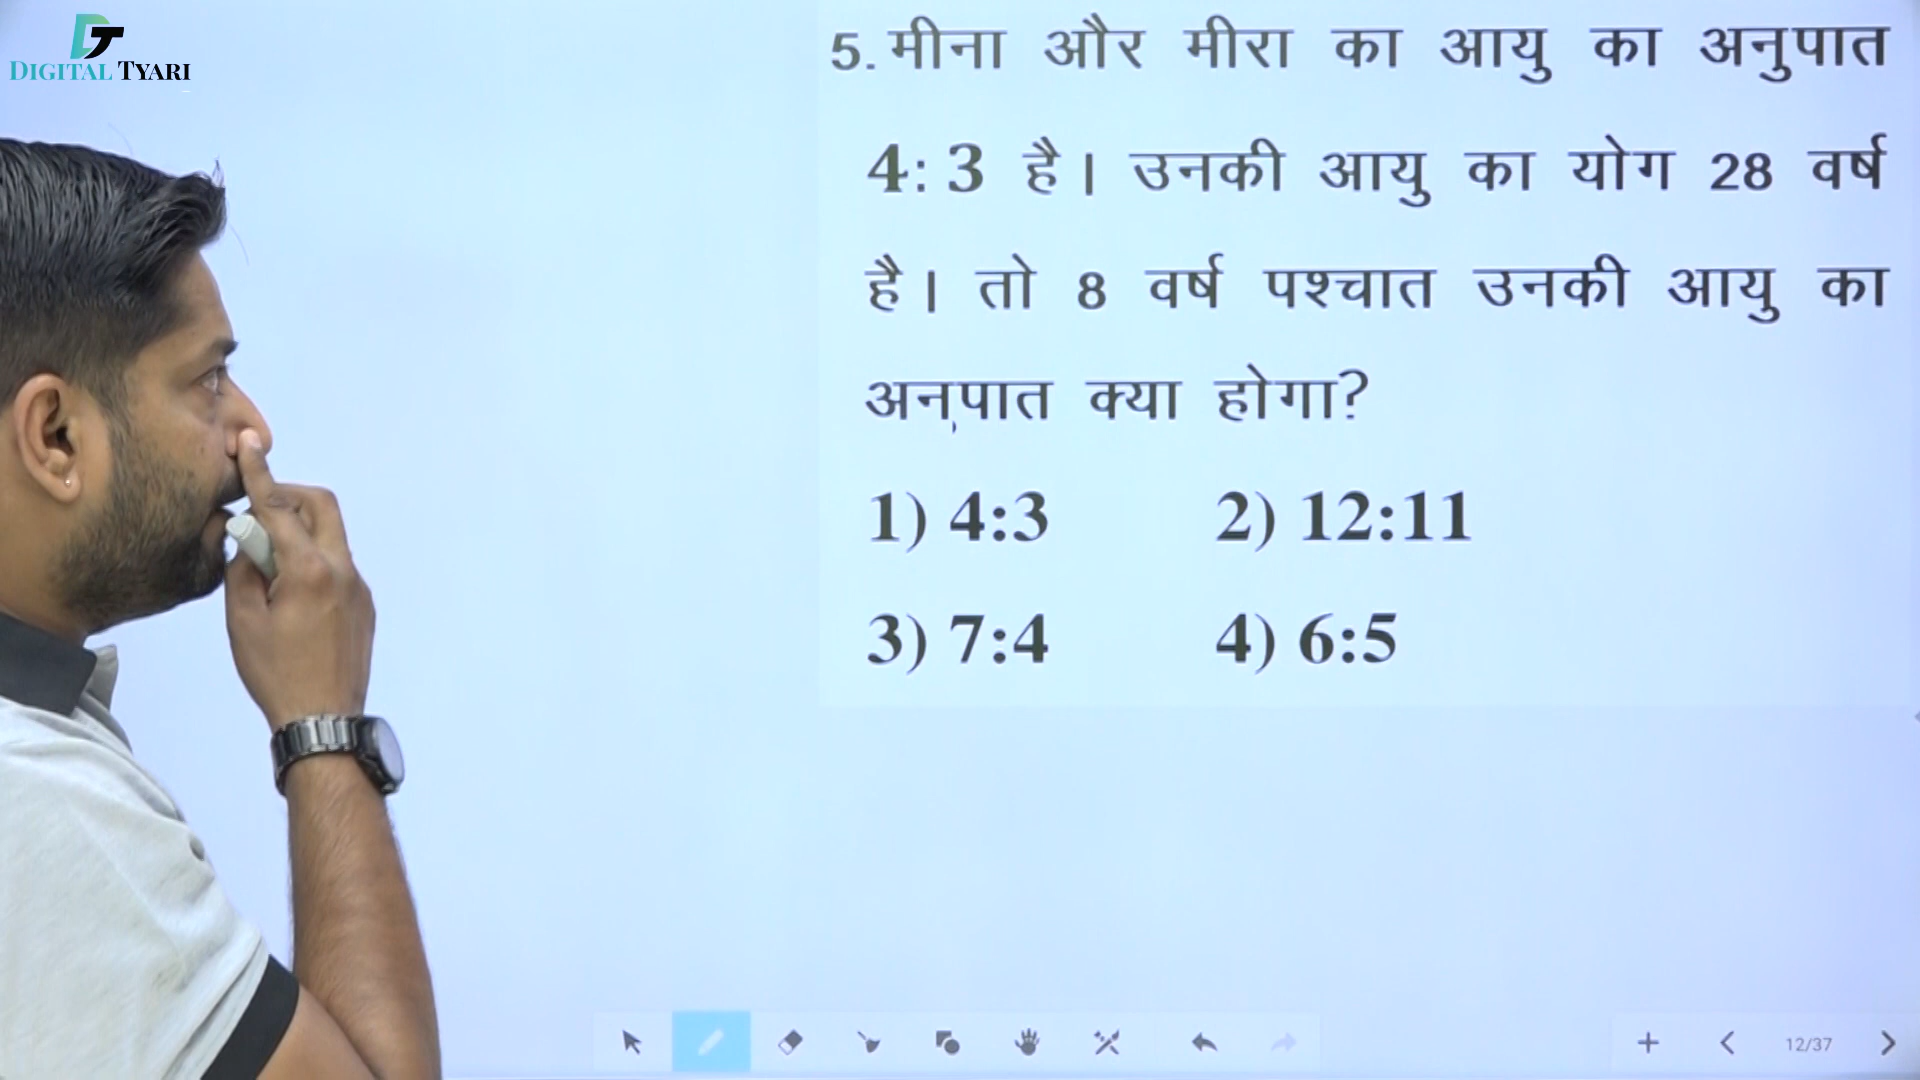 DT
DIGITAL TYARI
5. मीना और मीरा का आयु का अनुपात
4: 3 है। उनकी आयु का योग 28 वर्ष
है। तो 8 वर्ष पश्चात उनकी आयु का
अनुपात क्या होगा?
1) 4:3 2) 12:11
3) 7:4 4) 6:5
12/37